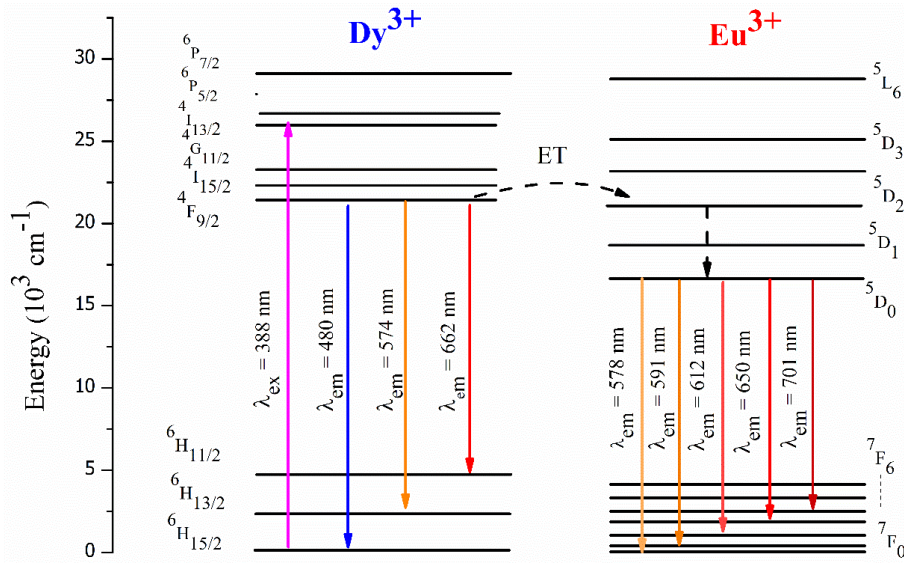 Dy³⁺
Eu³⁺
Energy (10³ cm⁻¹)
30
25
20
15
10
5
0
⁶P₇/₂
⁶P₅/₂
⁴I₁₃/₂
⁴G₁₁/₂
⁴I₁₅/₂
⁴F₉/₂
⁶H₁₁/₂
⁶H₁₃/₂
⁶H₁₅/₂
λex = 388 nm
λem = 480 nm
λem = 574 nm
λem = 662 nm
ET
λem = 578 nm
λem = 591 nm
λem = 612 nm
λem = 650 nm
λem = 701 nm
⁵L₆
⁵D₃
⁵D₂
⁵D₁
⁵D₀
⁷F₆
⁷F₀